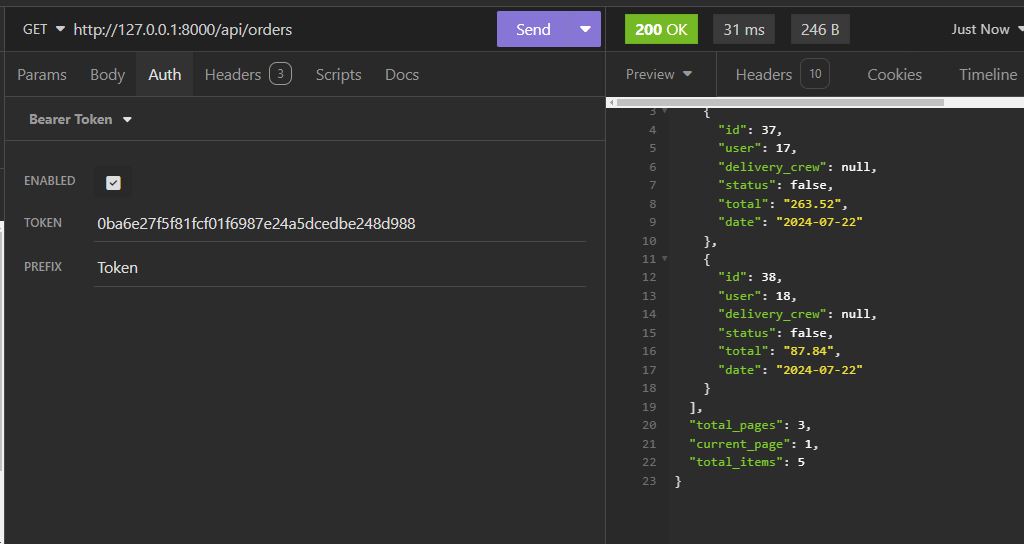 GET http://127.0.0.1:8000/api/orders Send 200 OK 31 ms 246 B Just Now
Params Body Auth Headers 3 Scripts Docs Preview Headers 10 Cookies Timeline
Bearer Token
ENABLED
TOKEN 0ba6e27f5f81fcf01f6987e24a5dcedbe248d988
PREFIX Token
3 {
4 "id": 37,
5 "user": 17,
6 "delivery_crew": null,
7 "status": false,
8 "total": "263.52",
9 "date": "2024-07-22"
10 },
11 {
12 "id": 38,
13 "user": 18,
14 "delivery_crew": null,
15 "status": false,
16 "total": "87.84",
17 "date": "2024-07-22"
18 }
19 ],
20 "total_pages": 3,
21 "current_page": 1,
22 "total_items": 5
23 }